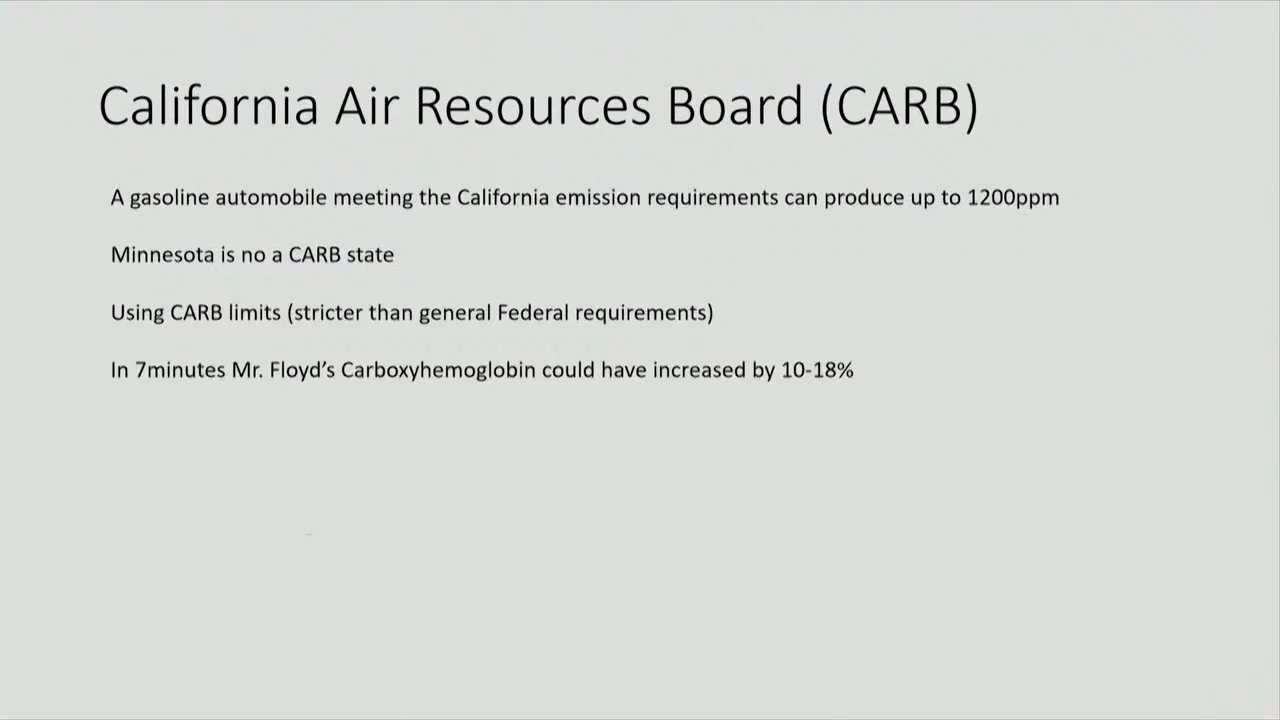 California Air Resources Board (CARB)
A gasoline automobile meeting the California emission requirements can produce up to 1200ppm
Minnesota is no a CARB state
Using CARB limits (stricter than general Federal requirements)
In 7minutes Mr. Floyd’s Carboxyhemoglobin could have increased by 10-18%